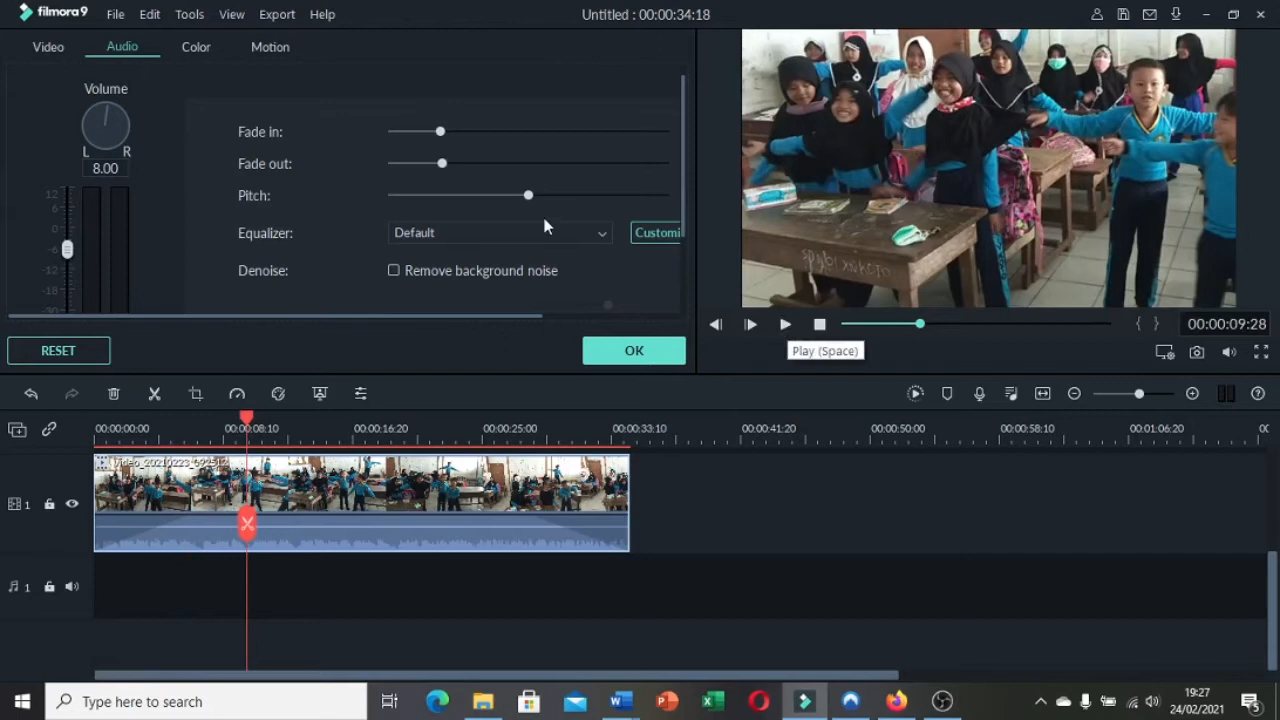 filmora9 File Edit Tools View Export Help Untitled : 00:00:34:18
Video Audio Color Motion
Volume
L R
8.00
12
6
0
-6
-12
-18
-30
Fade in:
Fade out:
Pitch:
Equalizer: Default Customi
Denoise: Remove background noise
RESET OK
{ } 00:00:09:28
Play (Space)
00:00:00:00 00:00:08:10 00:00:16:20 00:00:25:00 00:00:33:10 00:00:41:20 00:00:50:00 00:00:58:10 00:01:06:20 0(
1
1
Type here to search
19:27
24/02/2021
5